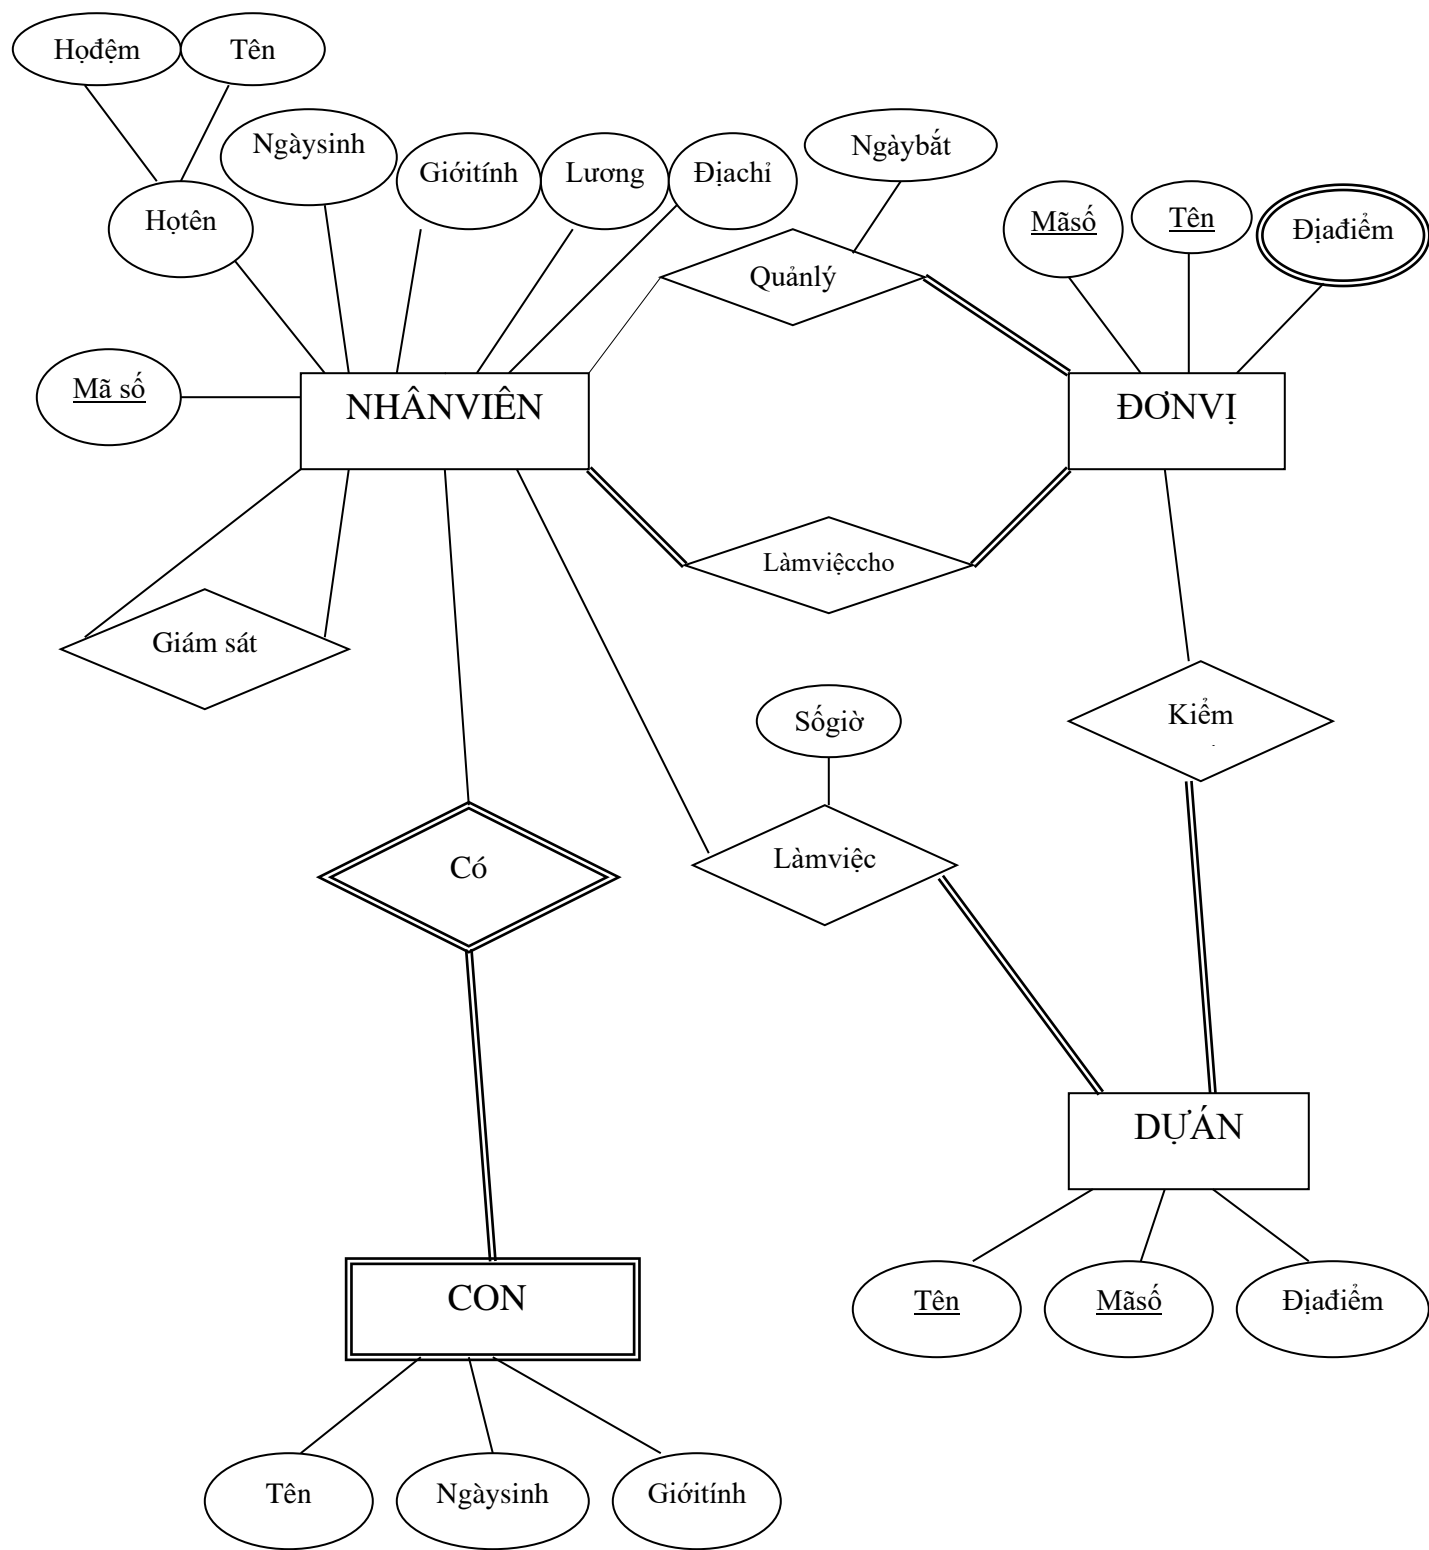 Họđệm
Tên
Ngàysinh
Giớitính
Lương
Địachỉ
Ngàybắt
Họtên
Mãsố
Tên
Địađiểm
Quảnlý
Mã số
NHÂNVIÊN
ĐƠNVỊ
Làmviệccho
Giám sát
Sốgiờ
Kiểm
Có
Làmviệc
DỰÁN
CON
Tên
Mãsố
Địađiểm
Tên
Ngàysinh
Giớitính